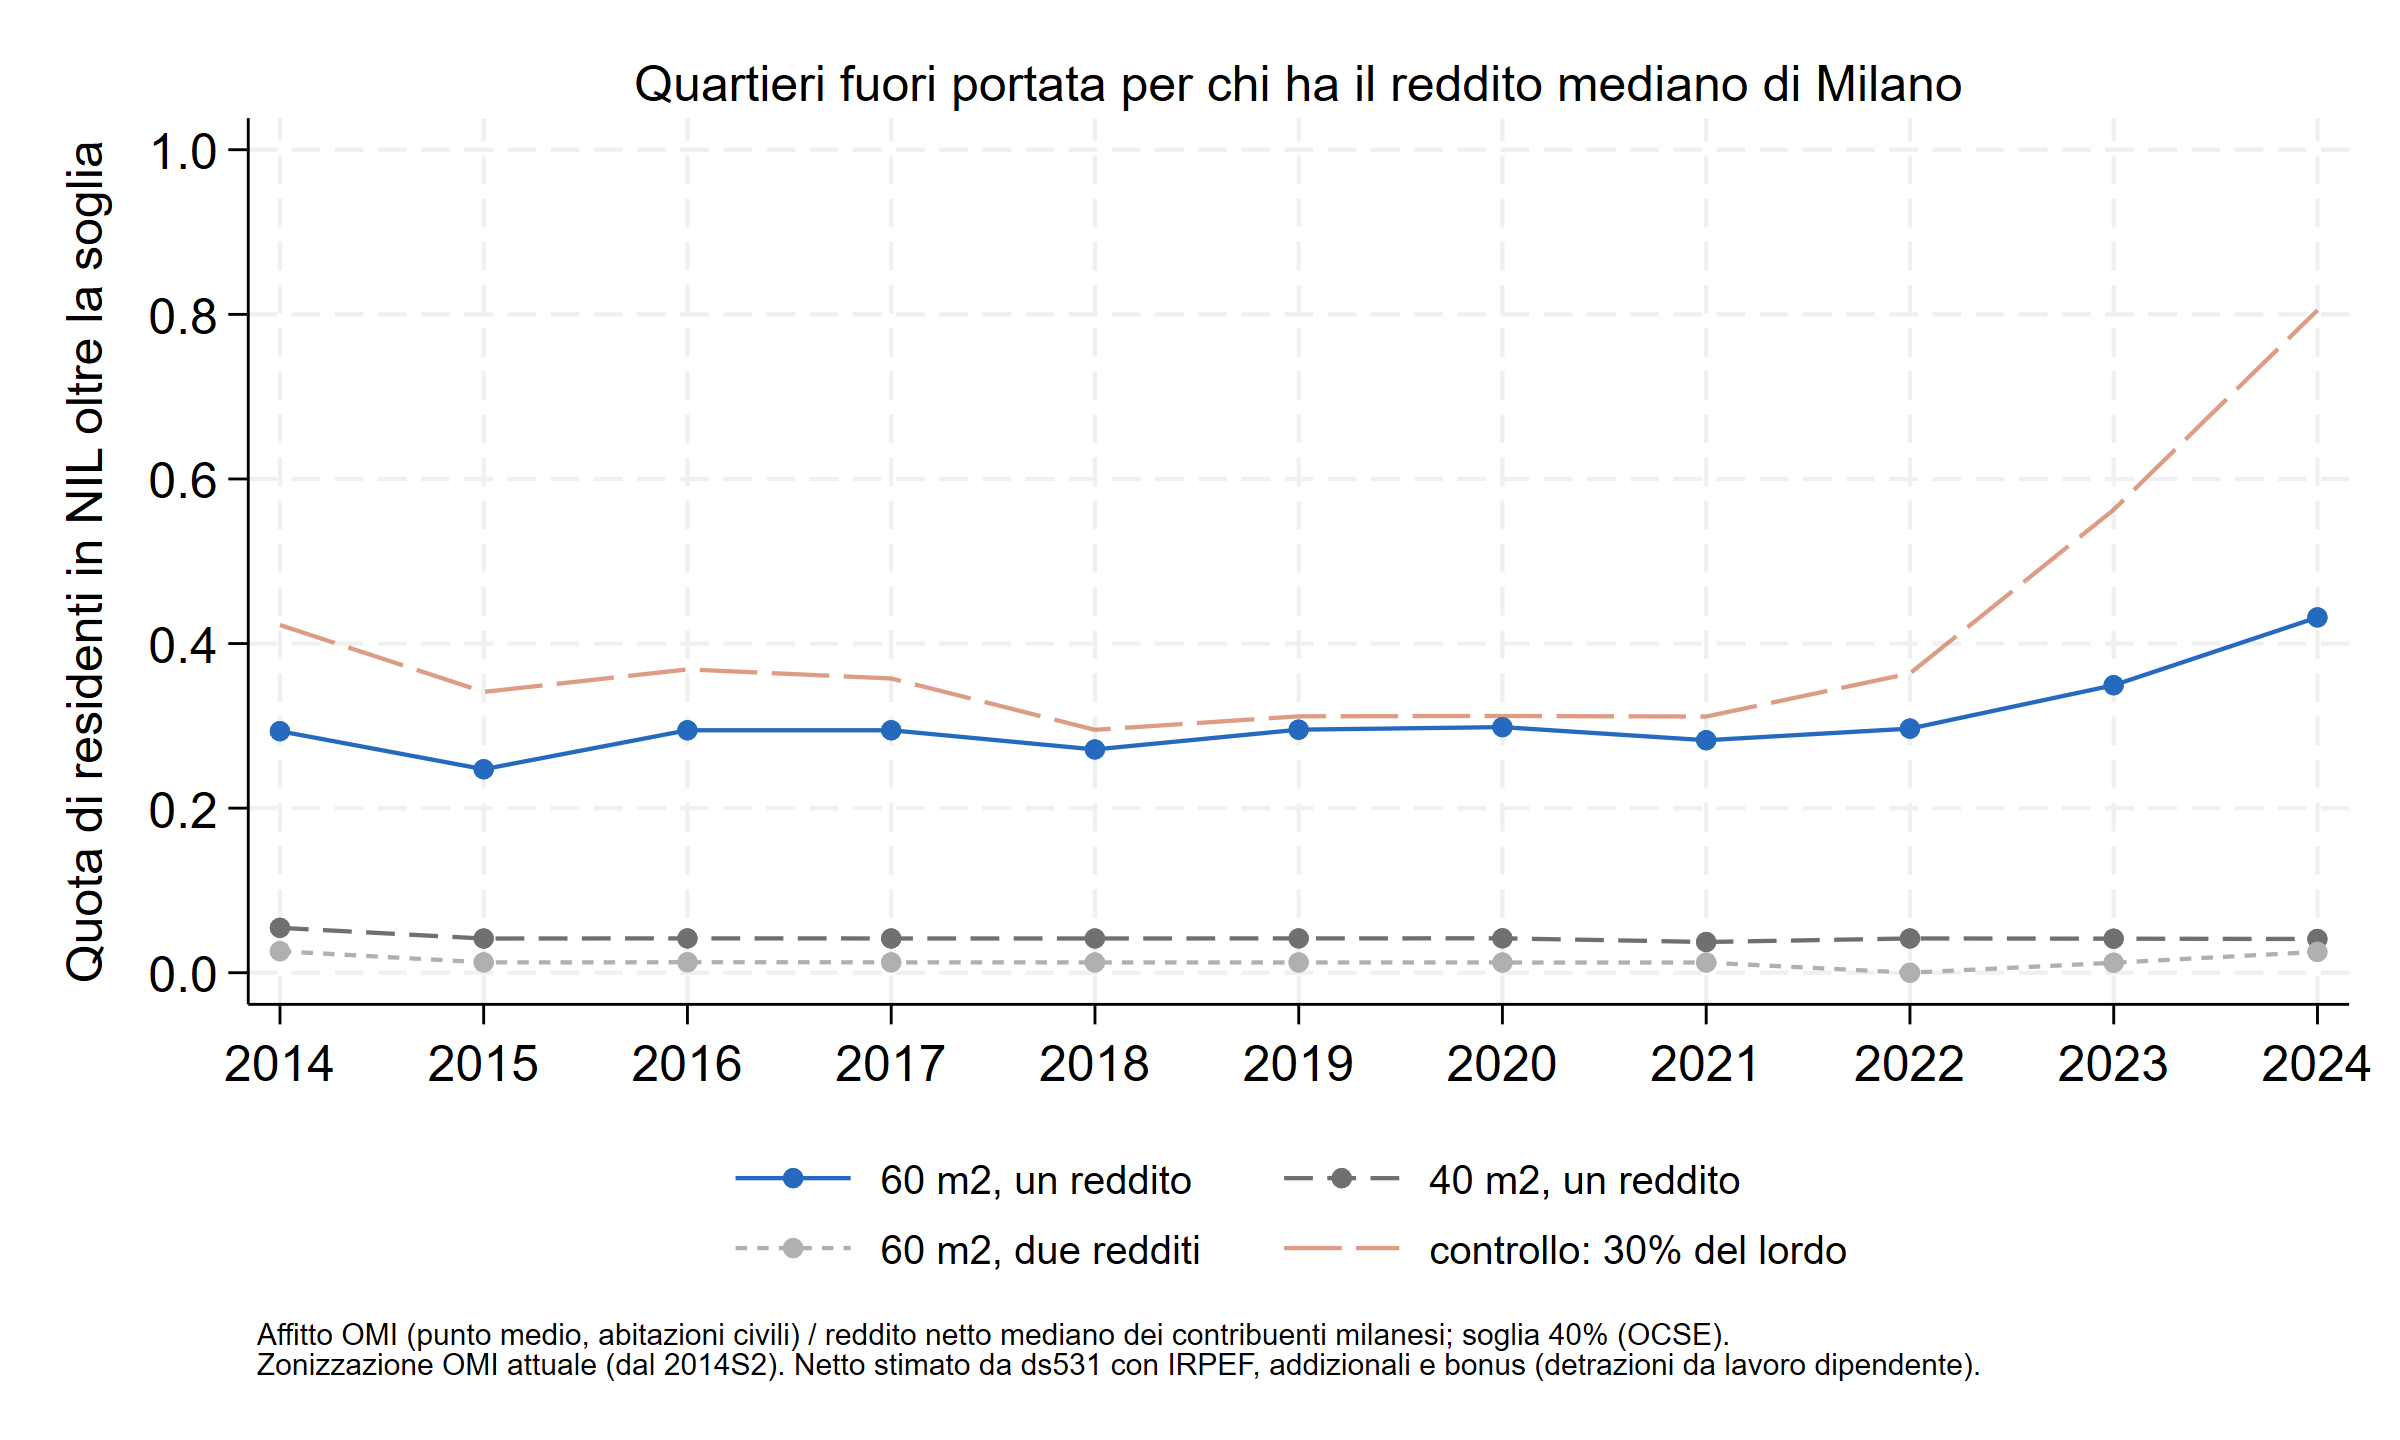 Quartieri fuori portata per chi ha il reddito mediano di Milano
Quota di residenti in NIL oltre la soglia
1.0
0.8
0.6
0.4
0.2
0.0
2014 2015 2016 2017 2018 2019 2020 2021 2022 2023 2024
60 m2, un reddito
40 m2, un reddito
60 m2, due redditi
controllo: 30% del lordo
Affitto OMI (punto medio, abitazioni civili) / reddito netto mediano dei contribuenti milanesi; soglia 40% (OCSE).
Zonizzazione OMI attuale (dal 2014S2). Netto stimato da ds531 con IRPEF, addizionali e bonus (detrazioni da lavoro dipendente).